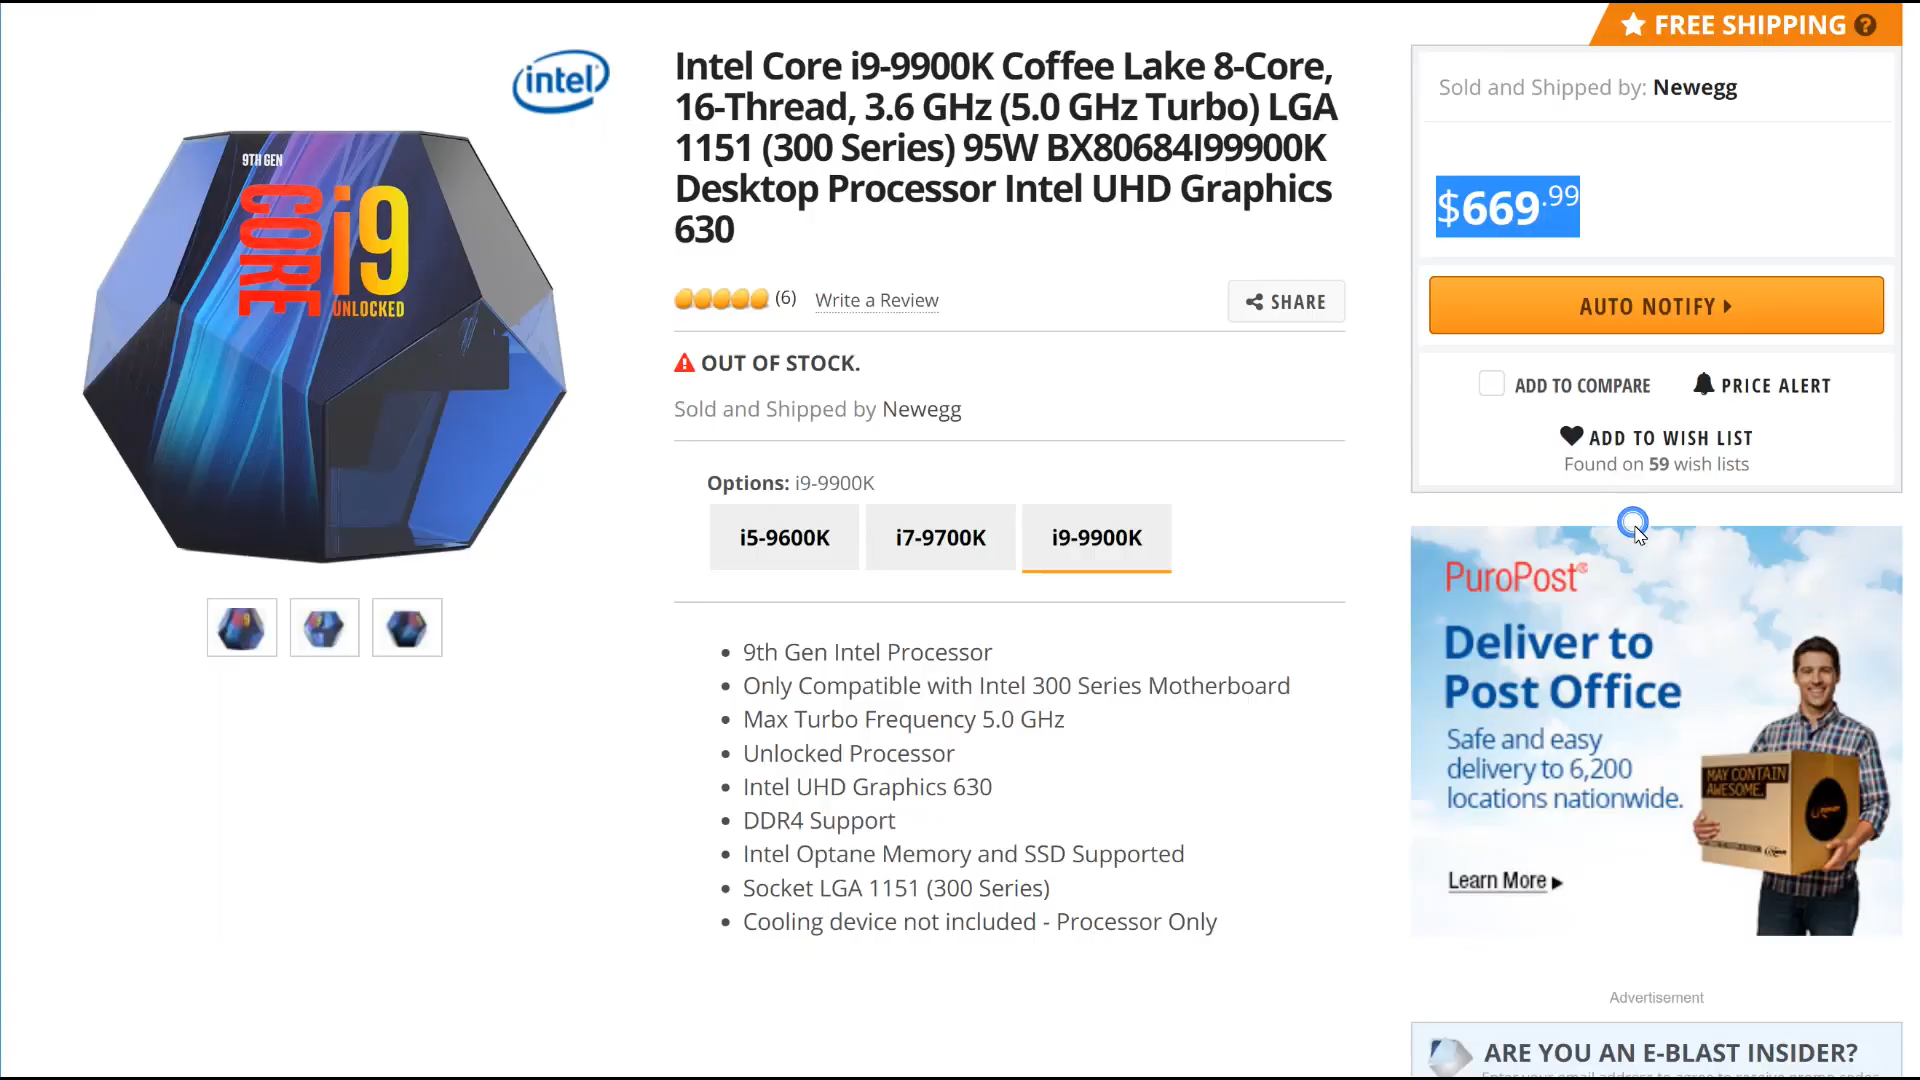 FREE SHIPPING ?
intel
9TH GEN
CORE i9
UNLOCKED
Intel Core i9-9900K Coffee Lake 8-Core,
16-Thread, 3.6 GHz (5.0 GHz Turbo) LGA
1151 (300 Series) 95W BX80684I99900K
Desktop Processor Intel UHD Graphics
630
(6) Write a Review
SHARE
OUT OF STOCK.
Sold and Shipped by Newegg
Options: i9-9900K
i5-9600K i7-9700K i9-9900K
• 9th Gen Intel Processor
• Only Compatible with Intel 300 Series Motherboard
• Max Turbo Frequency 5.0 GHz
• Unlocked Processor
• Intel UHD Graphics 630
• DDR4 Support
• Intel Optane Memory and SSD Supported
• Socket LGA 1151 (300 Series)
• Cooling device not included - Processor Only
Sold and Shipped by: Newegg
$669.99
AUTO NOTIFY
ADD TO COMPARE PRICE ALERT
ADD TO WISH LIST
Found on 59 wish lists
PuroPost®
Deliver to
Post Office
Safe and easy
delivery to 6,200
locations nationwide.
MAY CONTAIN
AWESOME.
Learn More
Advertisement
ARE YOU AN E-BLAST INSIDER?